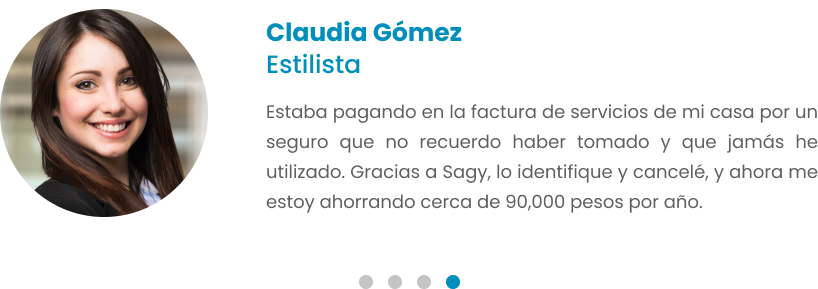 Claudia Gómez
Estilista
Estaba pagando en la factura de servicios de mi casa por un
seguro que no recuerdo haber tomado y que jamás he
utilizado. Gracias a Sagy, lo identifique y cancelé, y ahora me
estoy ahorrando cerca de 90,000 pesos por año.